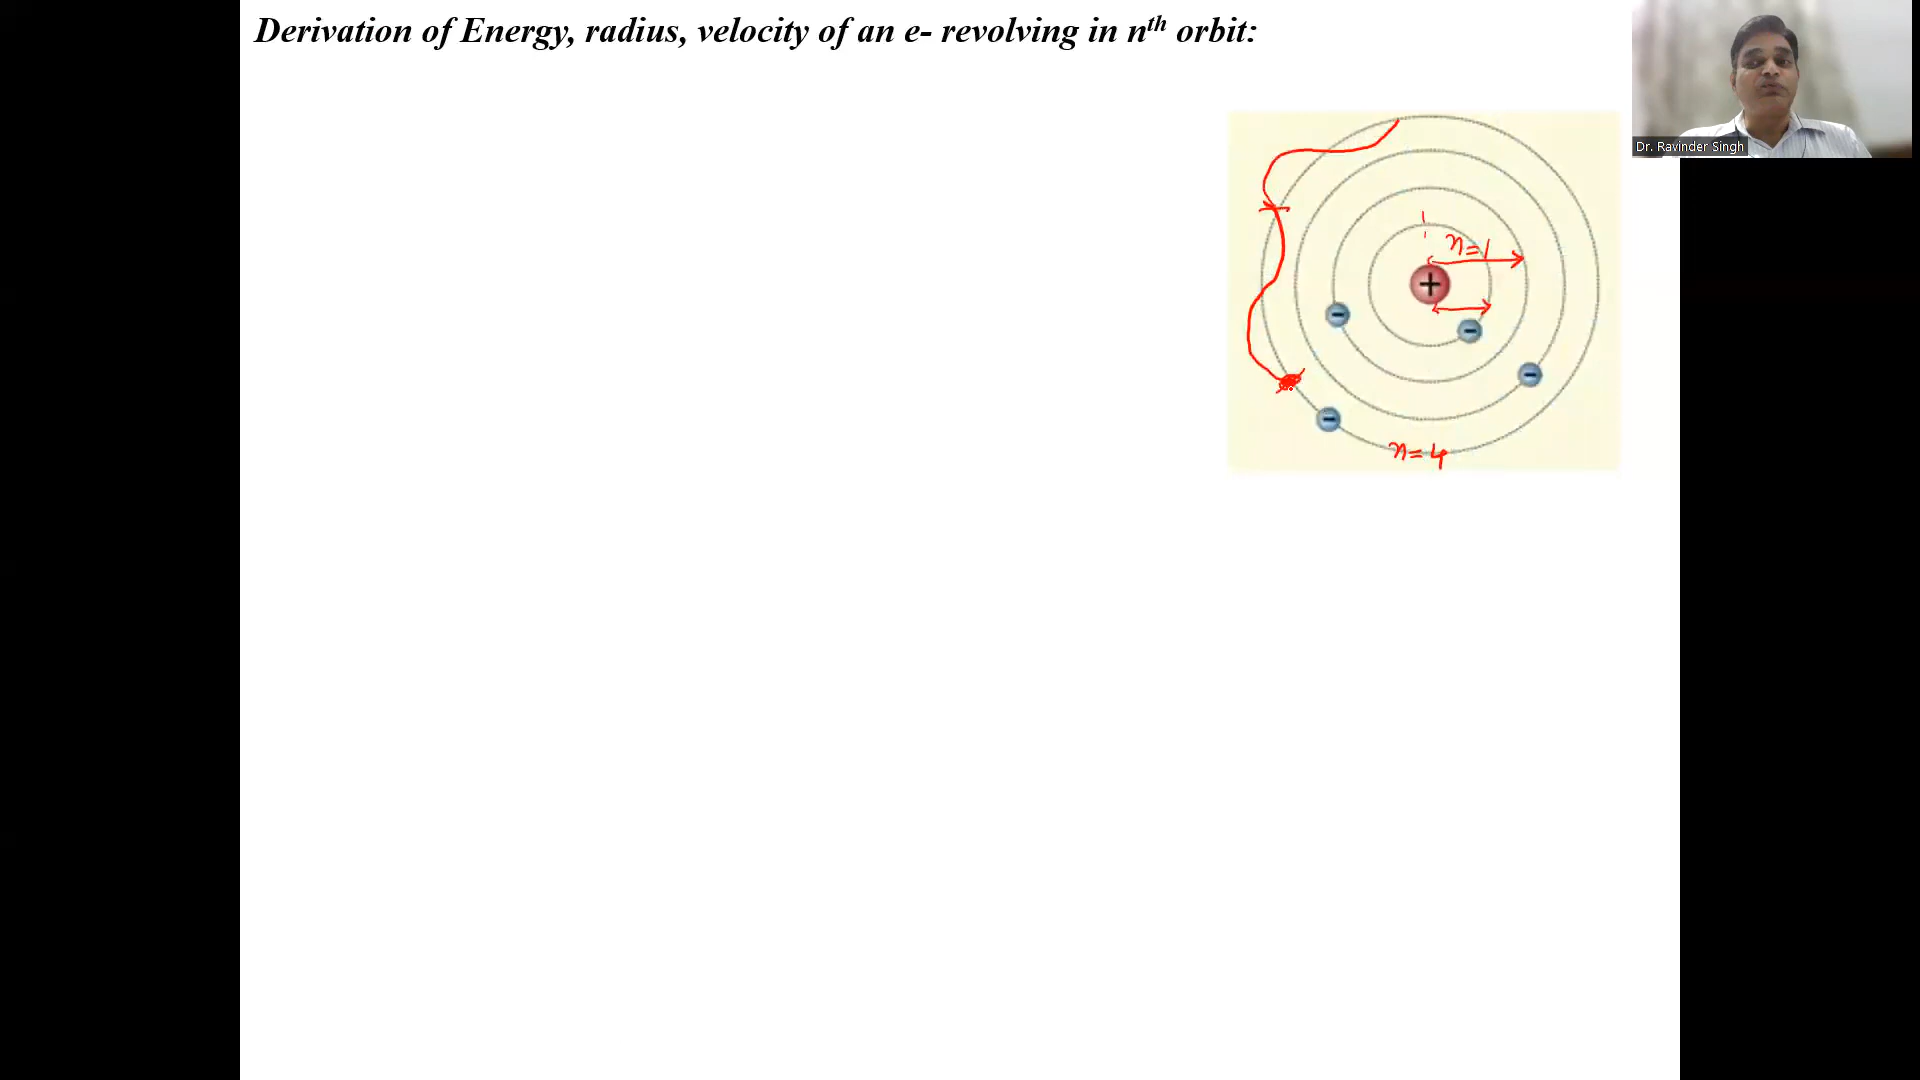 Derivation of Energy, radius, velocity of an e- revolving in nth orbit:
Dr. Ravinder Singh
n=1
+
-
-
-
-
n=4